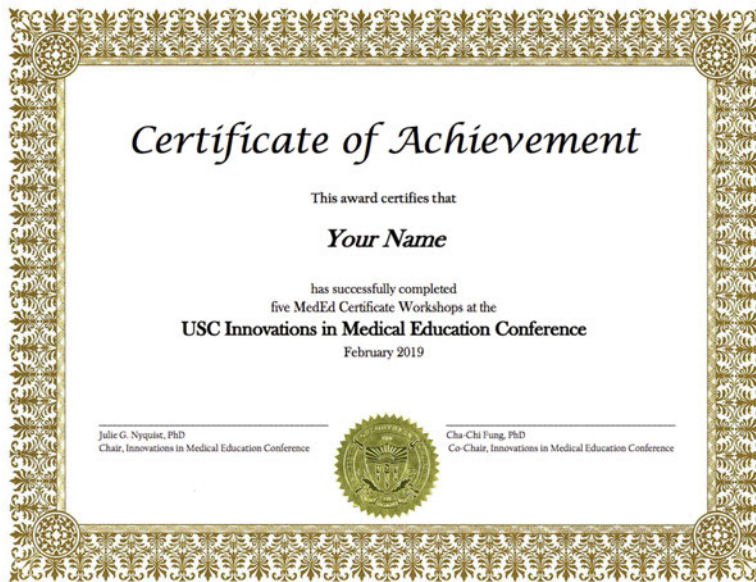 Certificate of Achievement
This award certifies that
Your Name
has successfully completed
five MedEd Certificate Workshops at the
USC Innovations in Medical Education Conference
February 2019
Julie G. Nyquist, PhD
Chair, Innovations in Medical Education Conference
Cha-Chi Fung, PhD
Co-Chair, Innovations in Medical Education Conference